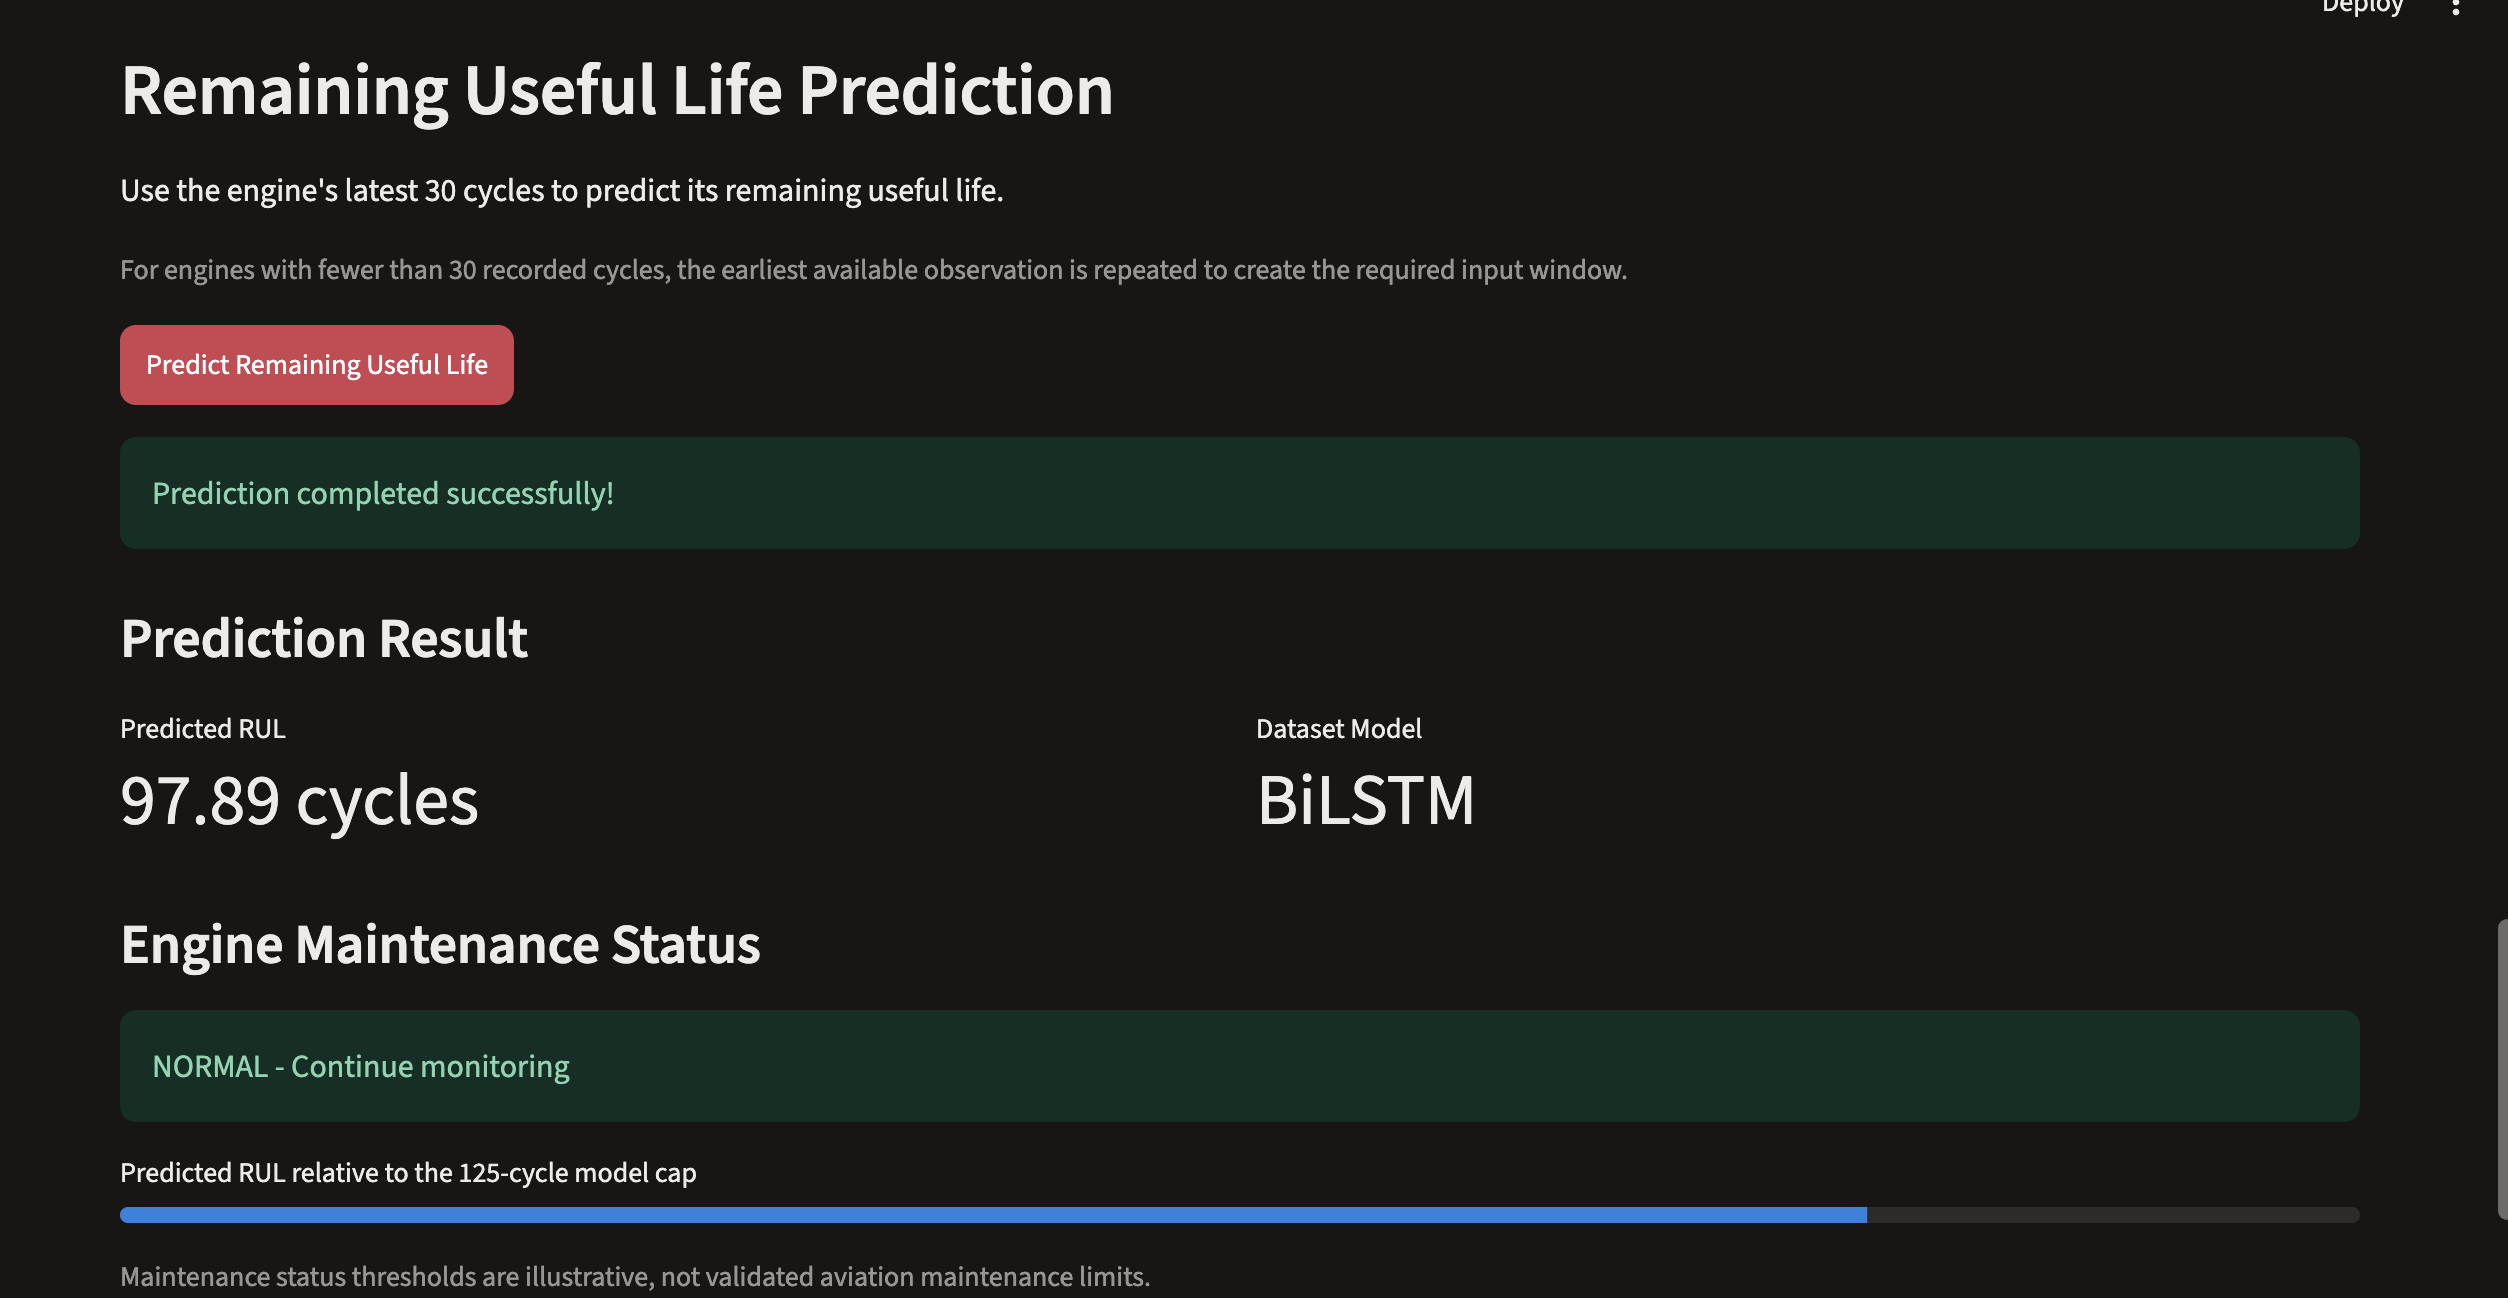 Deploy
Remaining Useful Life Prediction
Use the engine's latest 30 cycles to predict its remaining useful life.
For engines with fewer than 30 recorded cycles, the earliest available observation is repeated to create the required input window.
Predict Remaining Useful Life
Prediction completed successfully!
Prediction Result
Predicted RUL
97.89 cycles
Dataset Model
BiLSTM
Engine Maintenance Status
NORMAL - Continue monitoring
Predicted RUL relative to the 125-cycle model cap
Maintenance status thresholds are illustrative, not validated aviation maintenance limits.